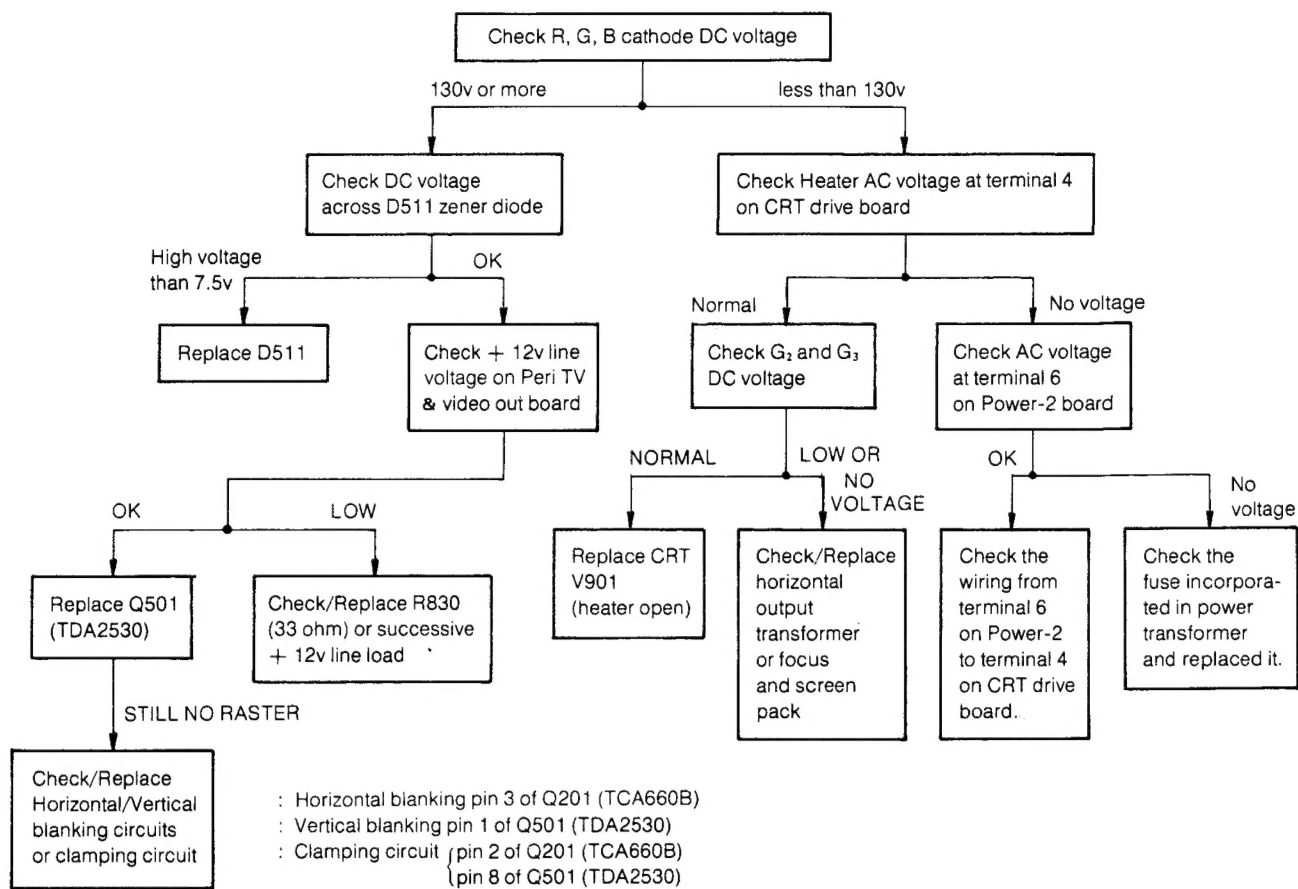 Check R, G, B cathode DC voltage
130v or more
less than 130v
Check DC voltage
across D511 zener diode
Check Heater AC voltage at terminal 4
on CRT drive board
High voltage
than 7.5v
OK
Normal
No voltage
Replace D511
Check + 12v line
voltage on Peri TV
& video out board
Check G₂ and G₃
DC voltage
Check AC voltage
at terminal 6
on Power-2 board
OK
LOW
NORMAL
LOW OR
NO
VOLTAGE
OK
No
voltage
Replace Q501
(TDA2530)
Check/Replace R830
(33 ohm) or successive
+ 12v line load
Replace CRT
V901
(heater open)
Check/Replace
horizontal
output
transformer
or focus
and screen
pack
Check the
wiring from
terminal 6
on Power-2
to terminal 4
on CRT drive
board.
Check the
fuse incorpora-
ted in power
transformer
and replaced it.
STILL NO RASTER
Check/Replace
Horizontal/Vertical
blanking circuits
or clamping circuit
: Horizontal blanking pin 3 of Q201 (TCA660B)
: Vertical blanking pin 1 of Q501 (TDA2530)
: Clamping circuit { pin 2 of Q201 (TCA660B)
pin 8 of Q501 (TDA2530)